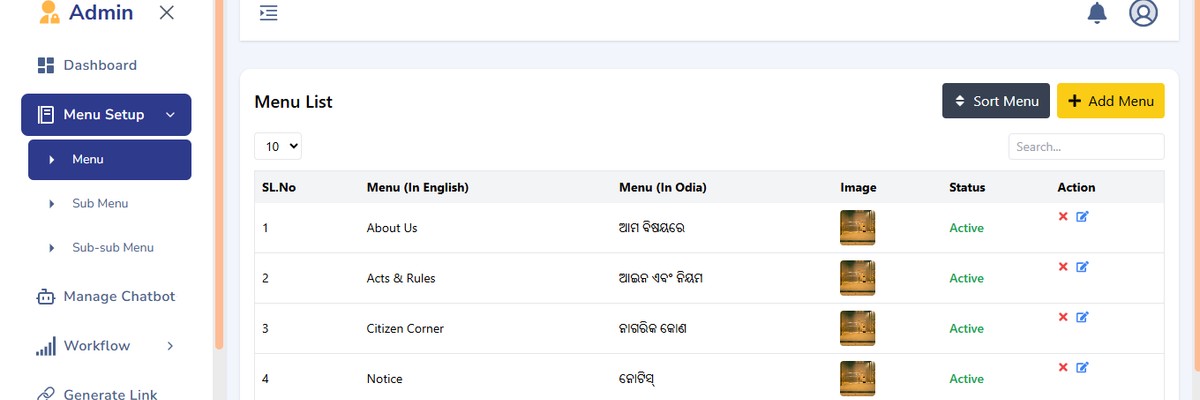 Admin
Dashboard
Menu Setup
Menu
Sub Menu
Sub-sub Menu
Manage Chatbot
Workflow
Generate Link
Menu List
Sort Menu
Add Menu
10
Search...
SL.No Menu (In English) Menu (In Odia) Image Status Action
1 About Us ଆମ ବିଷୟରେ Active
2 Acts & Rules ଆଇନ ଏବଂ ନିୟମ Active
3 Citizen Corner ନାଗରିକ କୋଣ Active
4 Notice ନୋଟିସ୍ Active